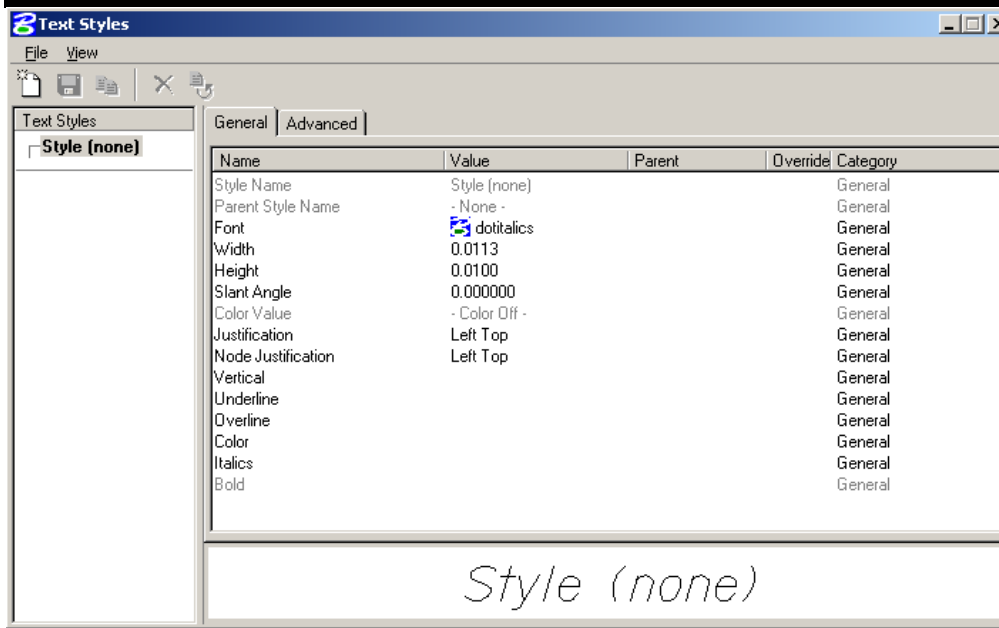 Text Styles
File View
Text Styles
Style (none)
General Advanced
Name Value Parent Override Category
Style Name Style (none) General
Parent Style Name - None - General
Font dotitalics General
Width 0.0113 General
Height 0.0100 General
Slant Angle 0.000000 General
Color Value - Color Off - General
Justification Left Top General
Node Justification Left Top General
Vertical General
Underline General
Overline General
Color General
Italics General
Bold General
Style (none)